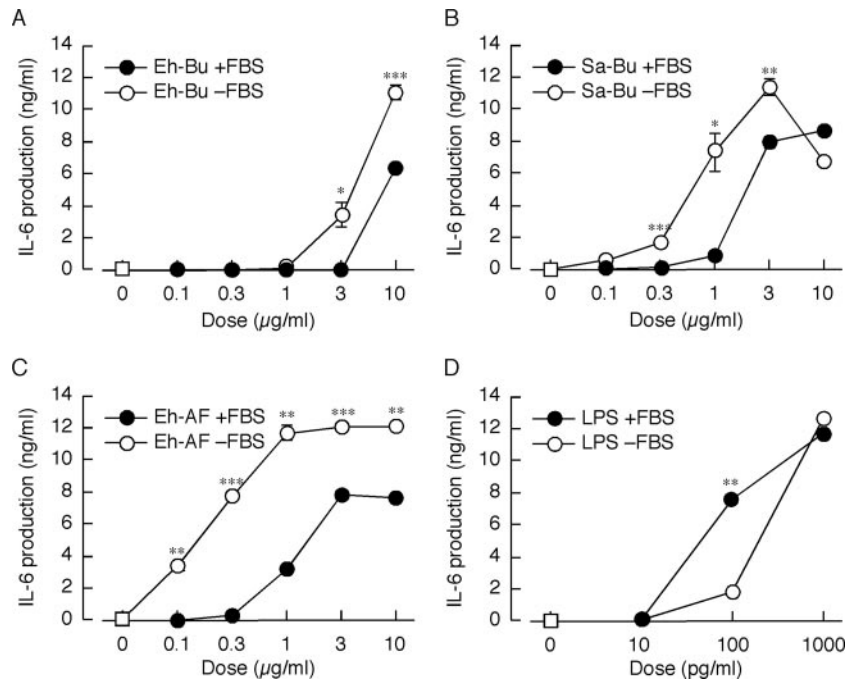 A
IL-6 production (ng/ml)
14
12
10
8
6
4
2
0
Eh-Bu +FBS
Eh-Bu –FBS
*
***
0 0.1 0.3 1 3 10
Dose (µg/ml)
B
IL-6 production (ng/ml)
14
12
10
8
6
4
2
0
Sa-Bu +FBS
Sa-Bu –FBS
***
*
**
0 0.1 0.3 1 3 10
Dose (µg/ml)
C
IL-6 production (ng/ml)
14
12
10
8
6
4
2
0
Eh-AF +FBS
Eh-AF –FBS
**
***
**
***
**
0 0.1 0.3 1 3 10
Dose (µg/ml)
D
IL-6 production (ng/ml)
14
12
10
8
6
4
2
0
LPS +FBS
LPS –FBS
**
0 10 100 1000
Dose (pg/ml)